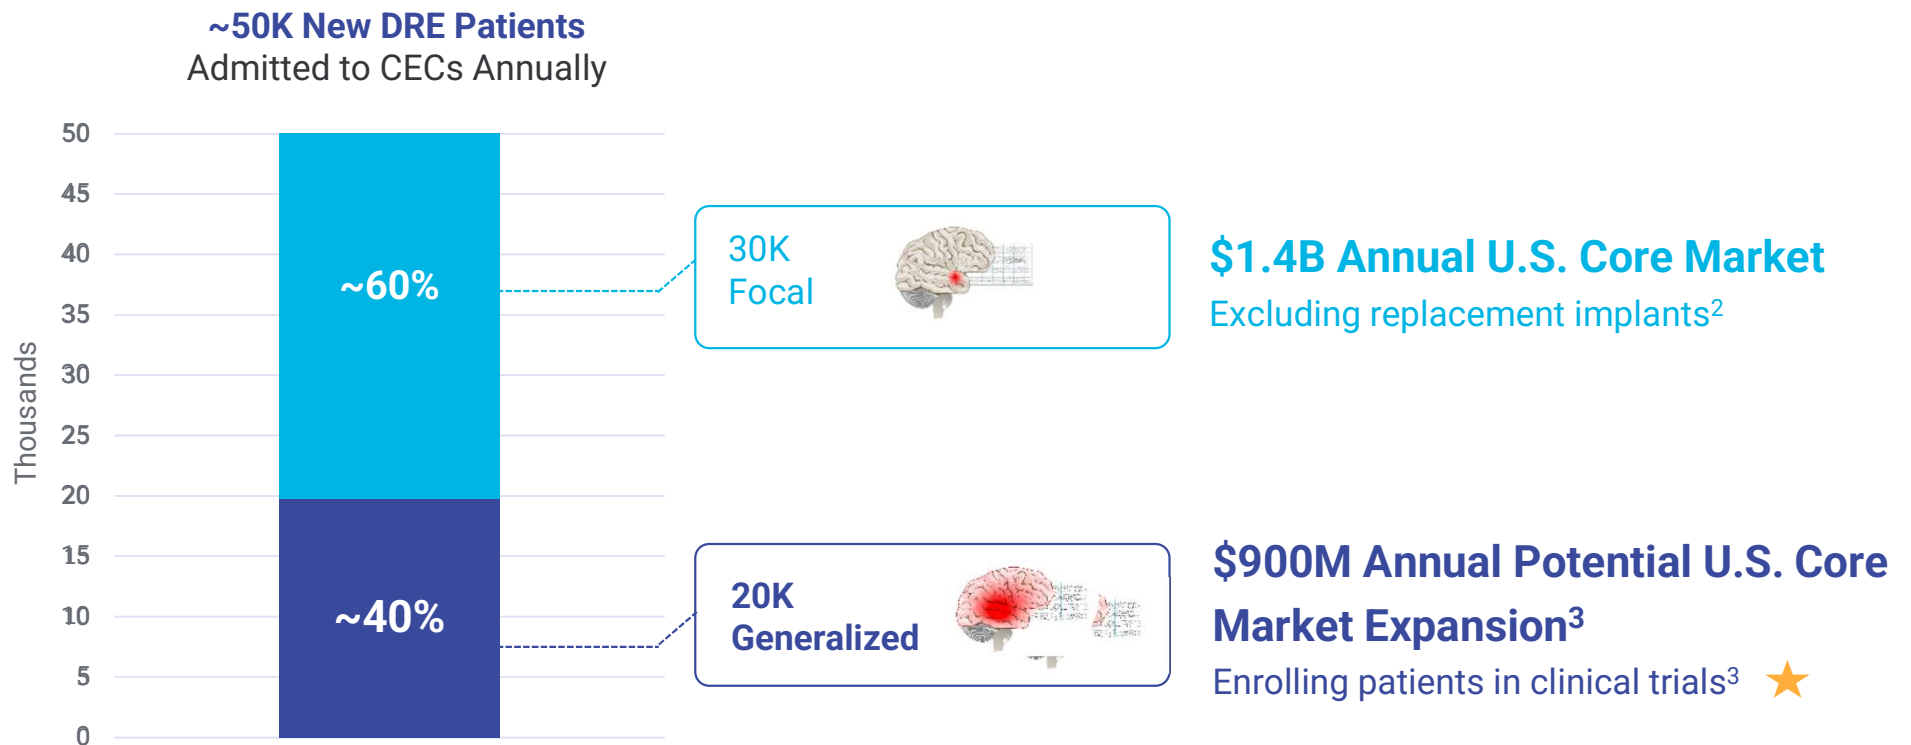 ~50K New DRE Patients
Admitted to CECs Annually
Thousands
50
45
40
35
30
25
20
15
10
5
0
~60%
~40%
30K
Focal
$1.4B Annual U.S. Core Market
Excluding replacement implants²
20K
Generalized
$900M Annual Potential U.S. Core
Market Expansion³
Enrolling patients in clinical trials³